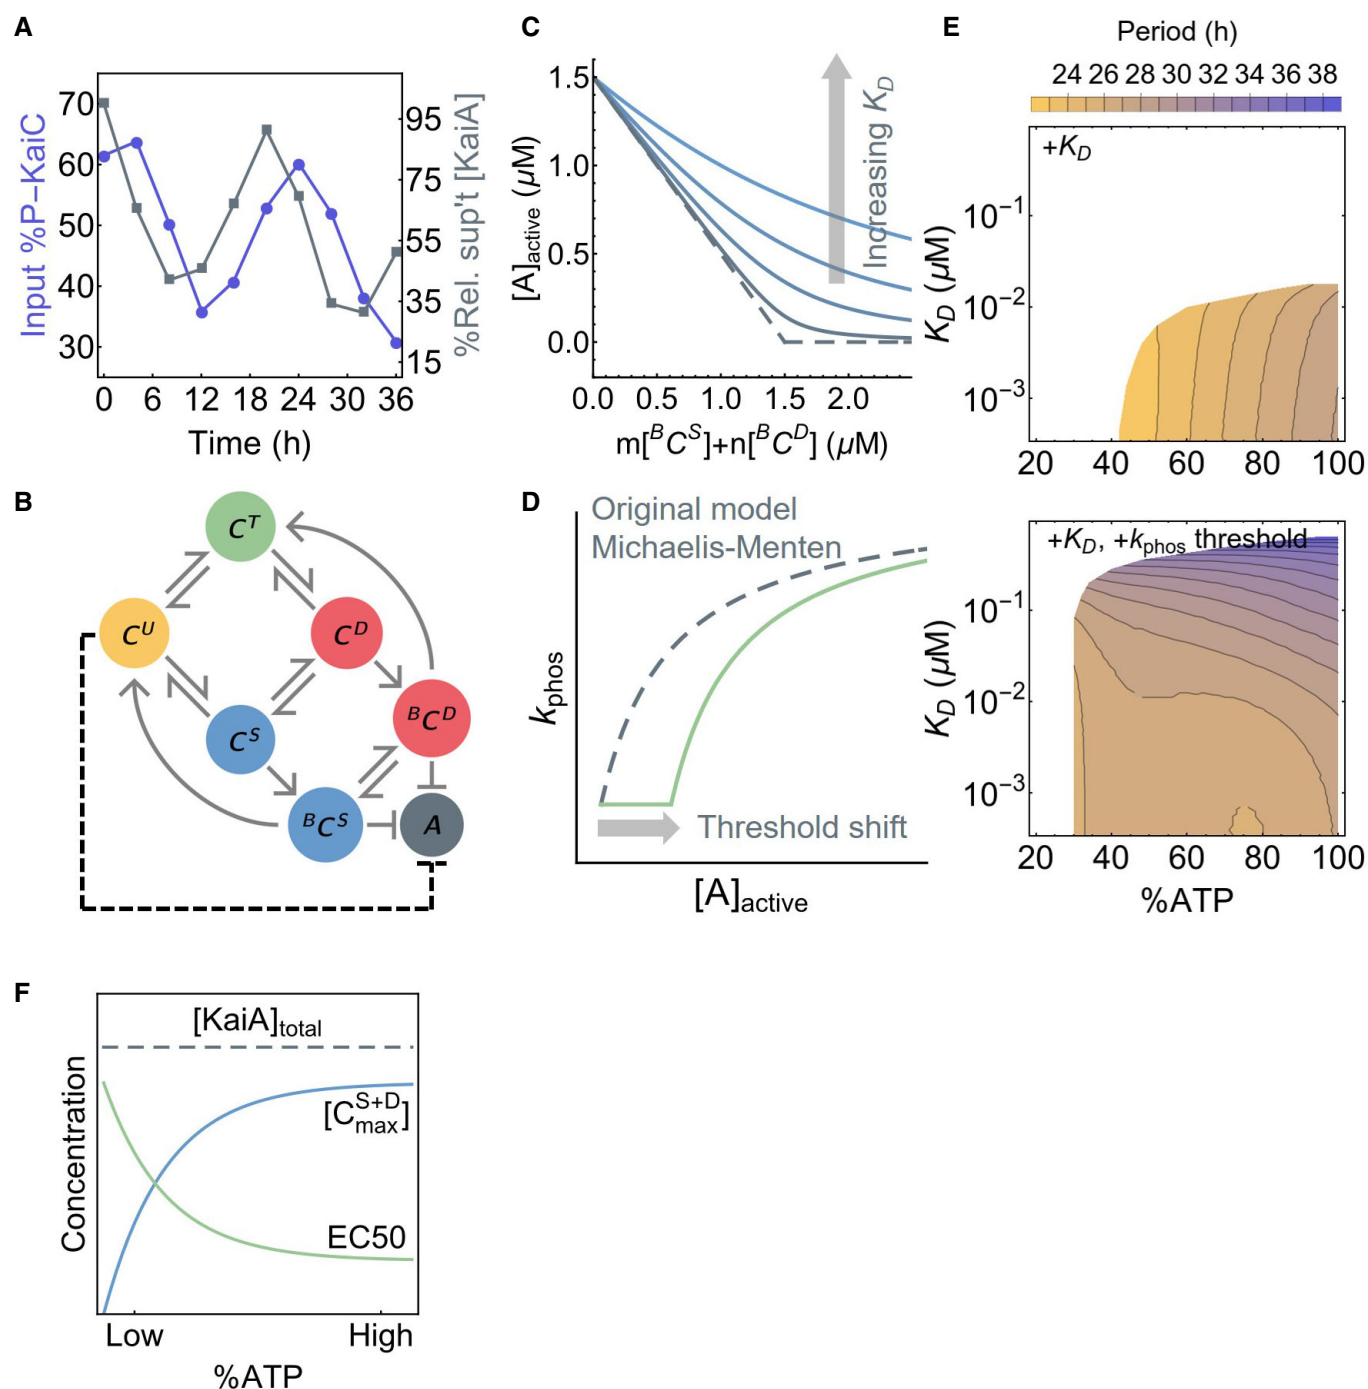 A
70
60
50
40
30
Input %P−KaiC
95
75
55
35
15
%Rel. sup't [KaiA]
0 6 12 18 24 30 36
Time (h)
B
C^T
C^U
C^D
C^S
^BC^D
^BC^S
A
C
1.5
1.0
0.5
0.0
[A]active (μM)
Increasing K_D
0.0 0.5 1.0 1.5 2.0
m[^BC^S]+n[^BC^D] (μM)
D
Original model
Michaelis-Menten
k_phos
Threshold shift
[A]active
E
Period (h)
24 26 28 30 32 34 36 38
+K_D
10^−1
10^−2
10^−3
K_D (μM)
20 40 60 80 100
+K_D, +k_phos threshold
10^−1
10^−2
10^−3
K_D (μM)
20 40 60 80 100
%ATP
F
[KaiA]total
[C^S+D_max]
EC50
Concentration
Low High
%ATP